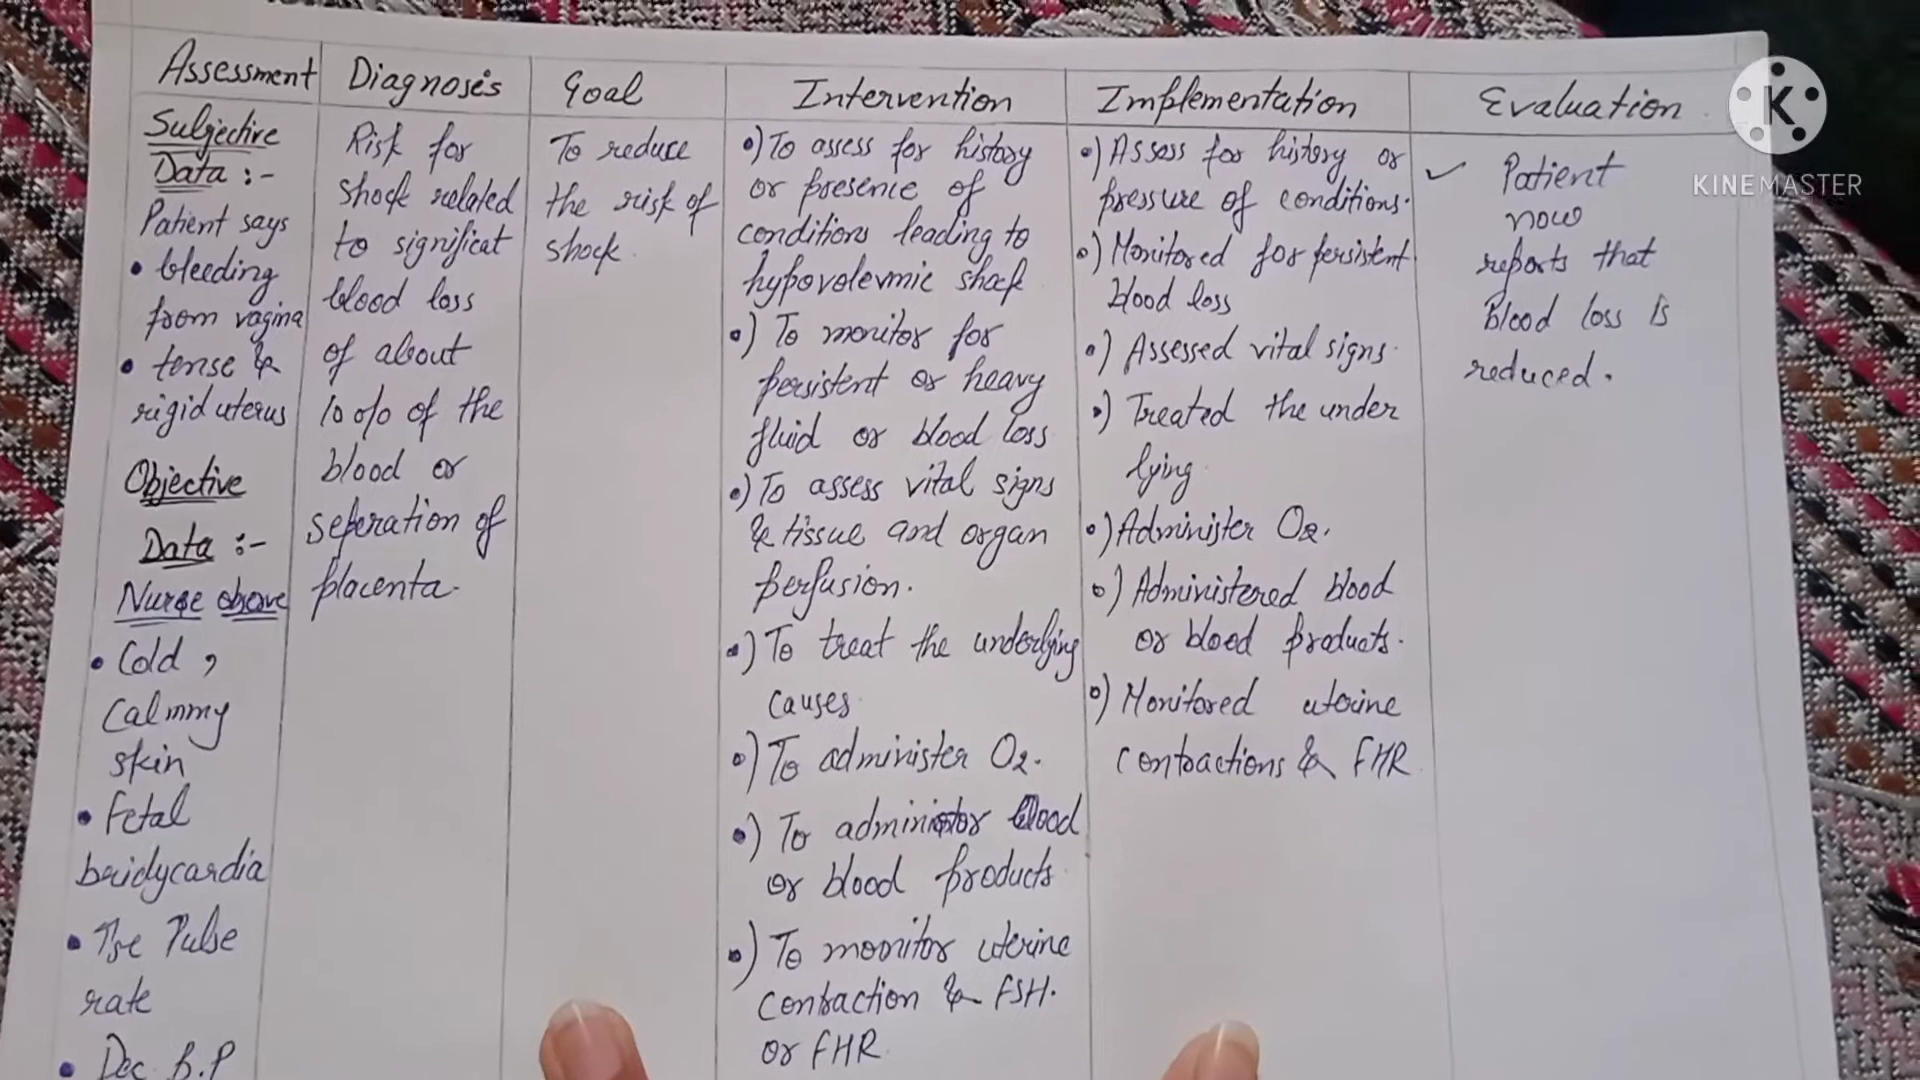 Assessment
Subjective
Data :-
Patient says
• bleeding
from vagina
• tense &
rigid uterus
Objective
Data :-
Nurse
• Cold ,
Calmmy
skin
• Fetal
bridycardia
Pulse
rate
• Dec. B.P
Diagnosis
Risk for
shock related
to significat
blood loss
of about
10 o/o of the
blood or
seperation of
placenta.
Goal
To reduce
the risk of
shock.
Intervention
•) To assess for history
or presence of
conditions leading to
hypovolevmic shock
•) To monitor for
persistent or heavy
fluid or blood loss
•) To assess vital signs
& tissue and organ
perfusion.
•) To treat the underlying
causes.
•) To administer O2.
•) To administer blood
or blood products.
•) To monitor uterine
contraction & FSH.
or FHR
Implementation
•) Assess for history or
pressure of conditions.
•) Monitored for persistent
blood loss
•) Assessed vital signs.
•) Treated the under
lying.
•) Administer O2.
•) Administered blood
or blood products.
•) Monitored uterine
contractions & FHR
Evaluation
✓ Patient
now
reports that
Blood loss is
reduced.
K
KINEMASTER